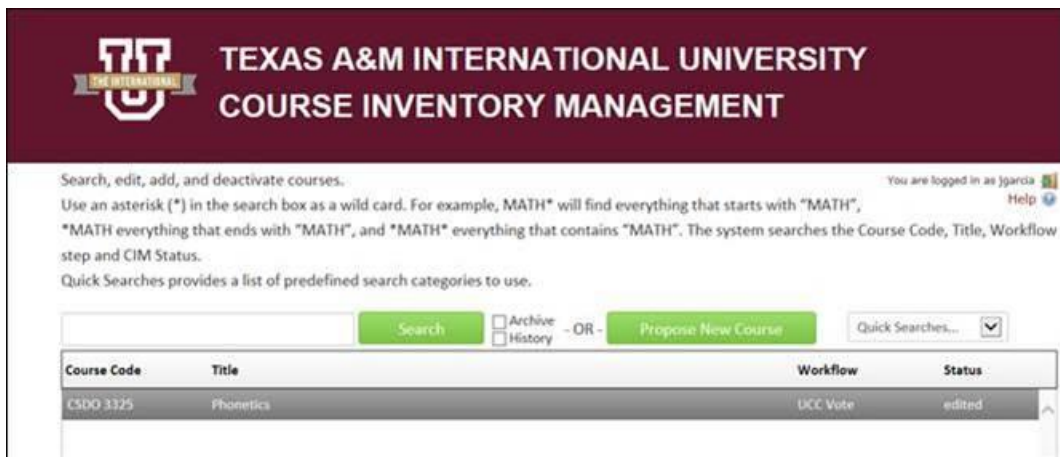 THE INTERNATIONAL
TEXAS A&M INTERNATIONAL UNIVERSITY
COURSE INVENTORY MANAGEMENT
Search, edit, add, and deactivate courses.
You are logged in as jgarcia
Help
Use an asterisk (*) in the search box as a wild card. For example, MATH* will find everything that starts with "MATH",
*MATH everything that ends with "MATH", and *MATH* everything that contains "MATH". The system searches the Course Code, Title, Workflow
step and CIM Status.
Quick Searches provides a list of predefined search categories to use.
Search Archive - OR - Propose New Course Quick Searches...
History
Course Code Title Workflow Status
CSDO 3325 Phonetics UCC Vote edited